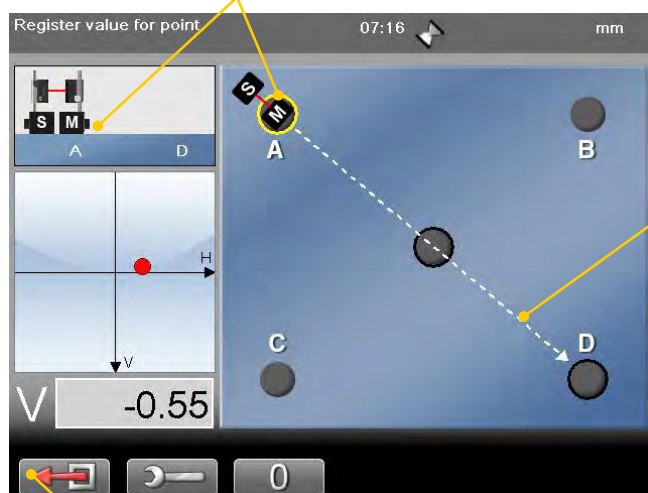 Register value for point 07:16 mm
S M
A D
S
M
A B
H
C D
V
V -0.55
0